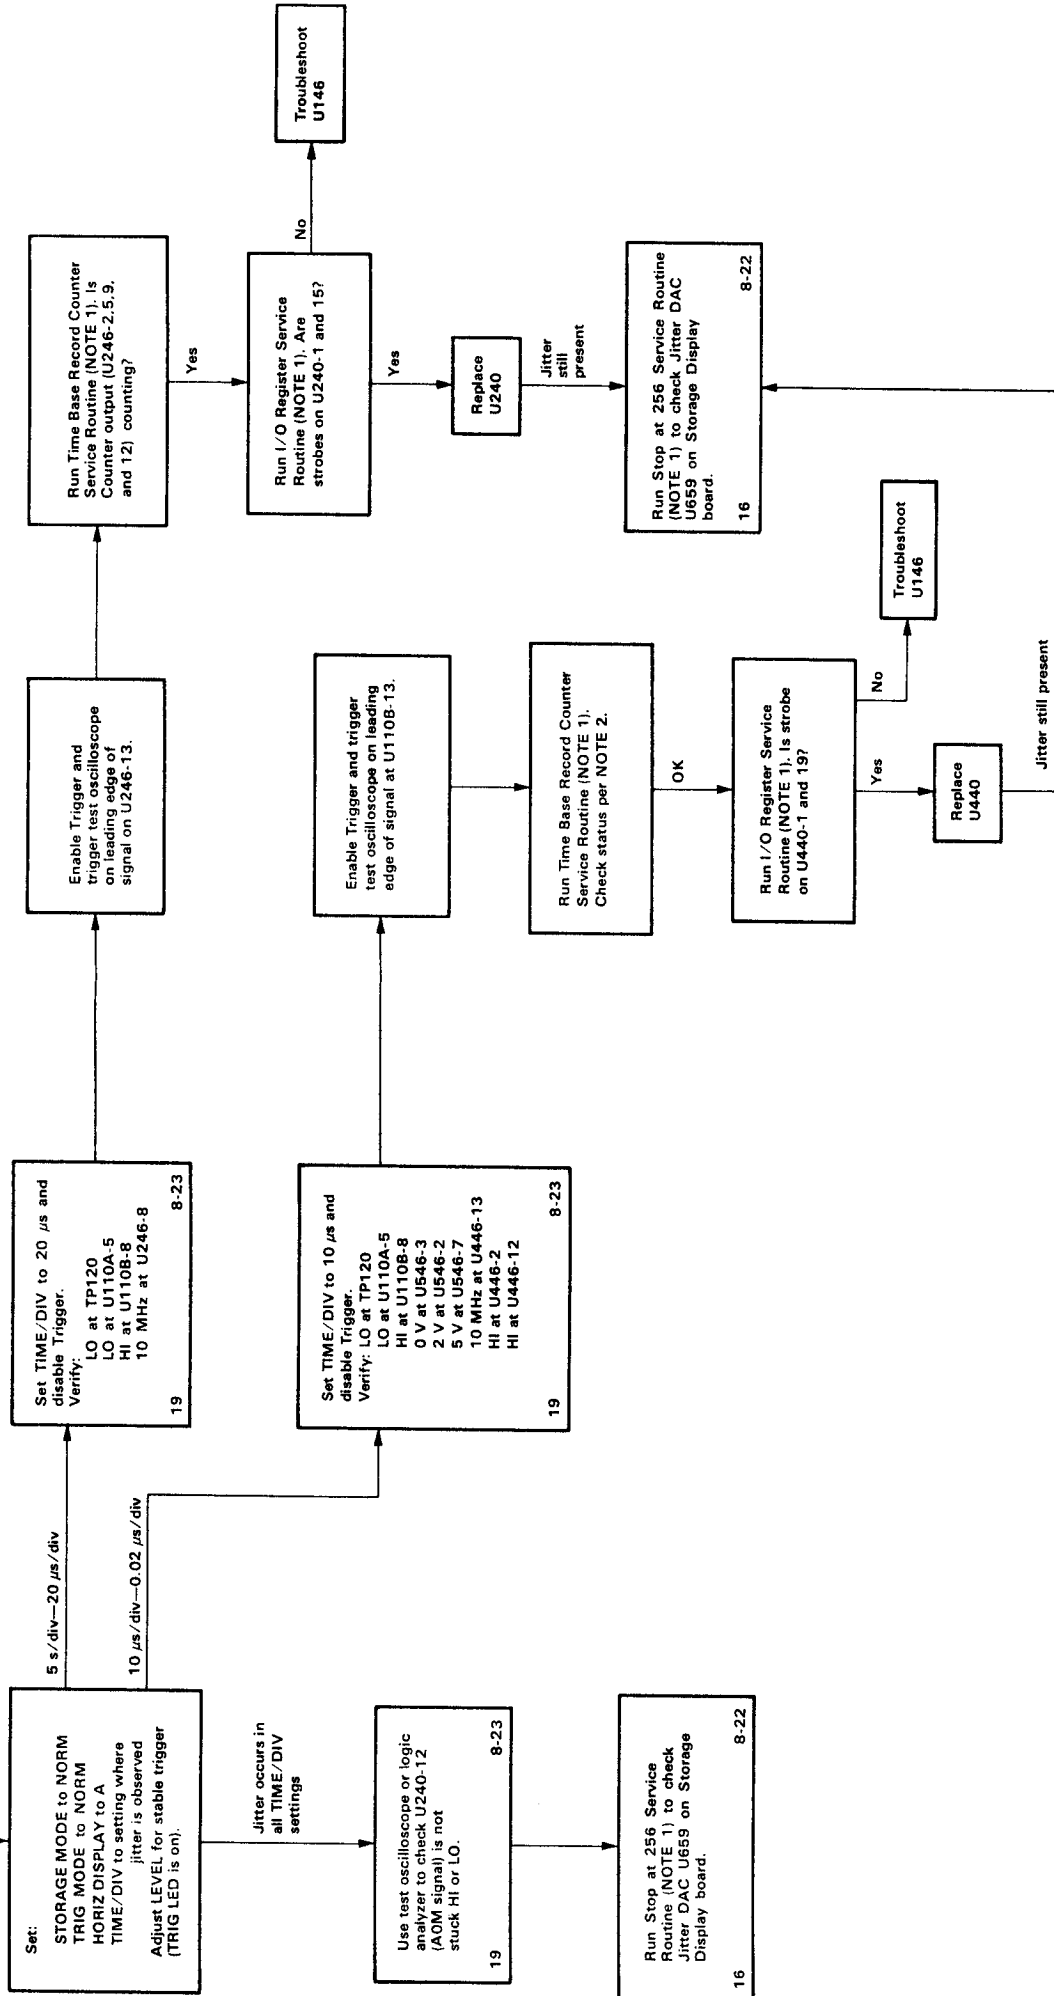 Set:
STORAGE MODE to NORM
TRIG MODE to NORM
HORIZ DISPLAY to A
TIME/DIV to setting where
jitter is observed
Adjust LEVEL for stable trigger
(TRIG LED is on).
5 s/div—20 µs/div
10 µs/div—0.02 µs/div
Jitter occurs in
all TIME/DIV
settings
Use test oscilloscope or logic
analyzer to check U240-12
(A0M signal) is not
stuck HI or LO.
19
8-23
Run Stop at 256 Service
Routine (NOTE 1) to check
Jitter DAC U659 on Storage
Display board.
16
8-22
Set TIME/DIV to 20 µs and
disable Trigger.
Verify:
LO at TP120
LO at U110A-5
HI at U110B-8
10 MHz at U246-8
19
8-23
Set TIME/DIV to 10 µs and
disable Trigger.
Verify: LO at TP120
LO at U110A-5
HI at U110B-8
0 V at U546-3
2 V at U546-2
5 V at U546-7
10 MHz at U446-13
HI at U446-2
HI at U446-12
19
8-23
Enable Trigger and
trigger test oscilloscope
on leading edge of
signal on U246-13.
Enable Trigger and trigger
test oscilloscope on leading
edge of signal at U110B-13.
Run Time Base Record Counter
Service Routine (NOTE 1).
Check status per NOTE 2.
OK
Run I/O Register Service
Routine (NOTE 1). Is strobe
on U440-1 and 19?
No
Troubleshoot
U146
Yes
Replace
U440
Jitter still present
Run Time Base Record Counter
Service Routine (NOTE 1). Is
Counter output (U246-2,5,9,
and 12) counting?
Yes
Run I/O Register Service
Routine (NOTE 1). Are
strobes on U240-1 and 15?
No
Troubleshoot
U146
Yes
Replace
U240
Jitter
still
present
Run Stop at 256 Service Routine
(NOTE 1) to check Jitter DAC
U659 on Storage Display
board.
16
8-22